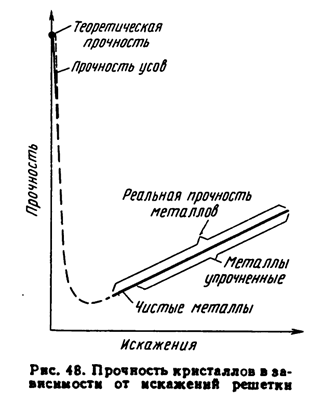 Теоретическая
прочность
Прочность усов
Прочность
Реальная прочность
металлов
Металлы
упрочненные
Чистые металлы
Искажения
Рис. 48. Прочность кристаллов в за-
висимости от искажений решетки